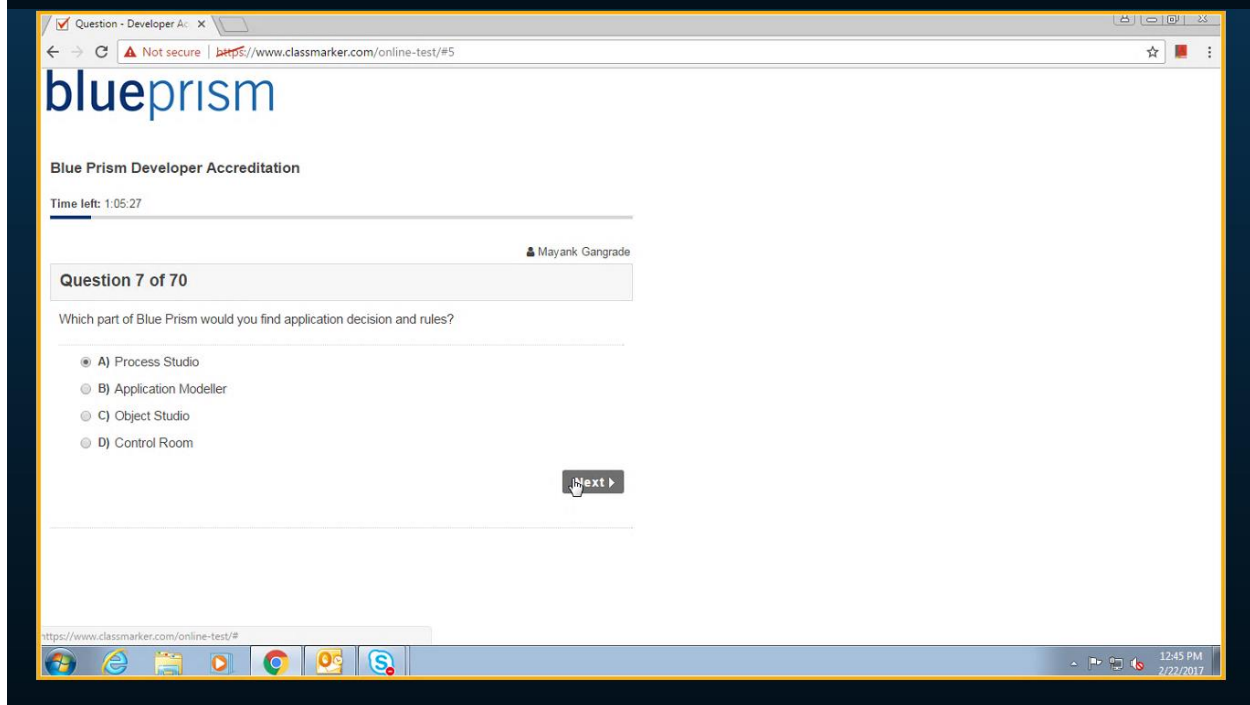 Question - Developer Ac
Not secure | https://www.classmarker.com/online-test/#5
blueprism
Blue Prism Developer Accreditation
Time left: 1:05:27
Mayank Gangrade
Question 7 of 70
Which part of Blue Prism would you find application decision and rules?
A) Process Studio
B) Application Modeller
C) Object Studio
D) Control Room
Next
https://www.classmarker.com/online-test/#
12:45 PM
2/22/2017